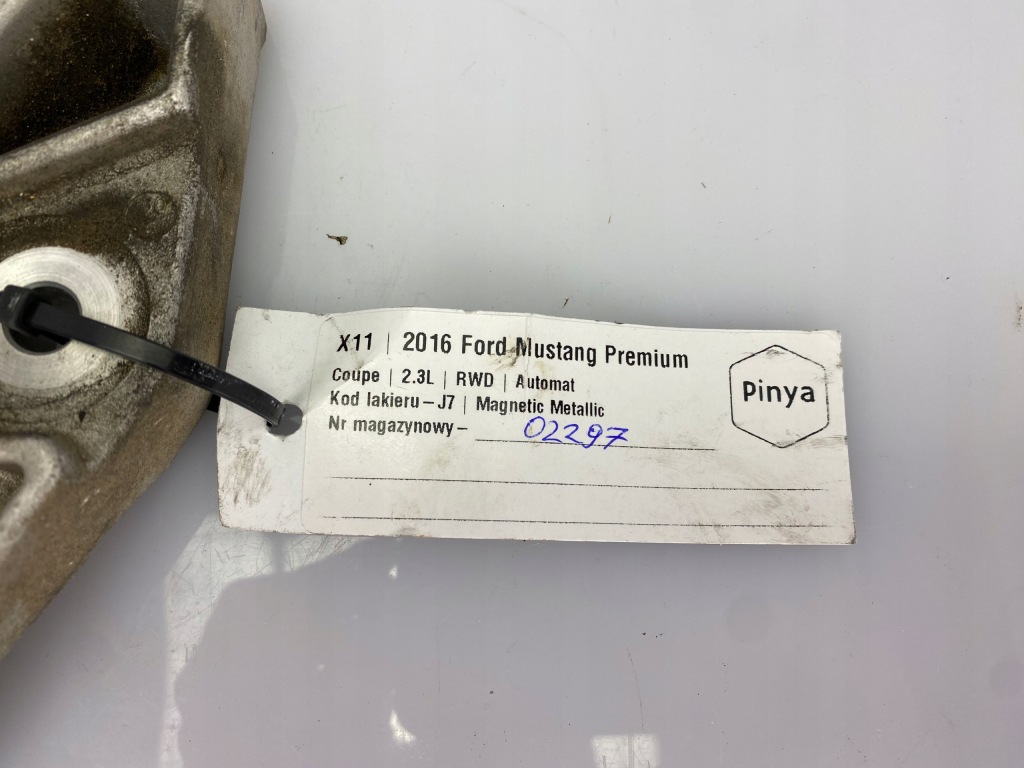 X11 | 2016 Ford Mustang Premium
Coupe | 2.3L | RWD | Automat
Kod lakieru – J7 | Magnetic Metallic
Nr magazynowy – 02297
Pinya